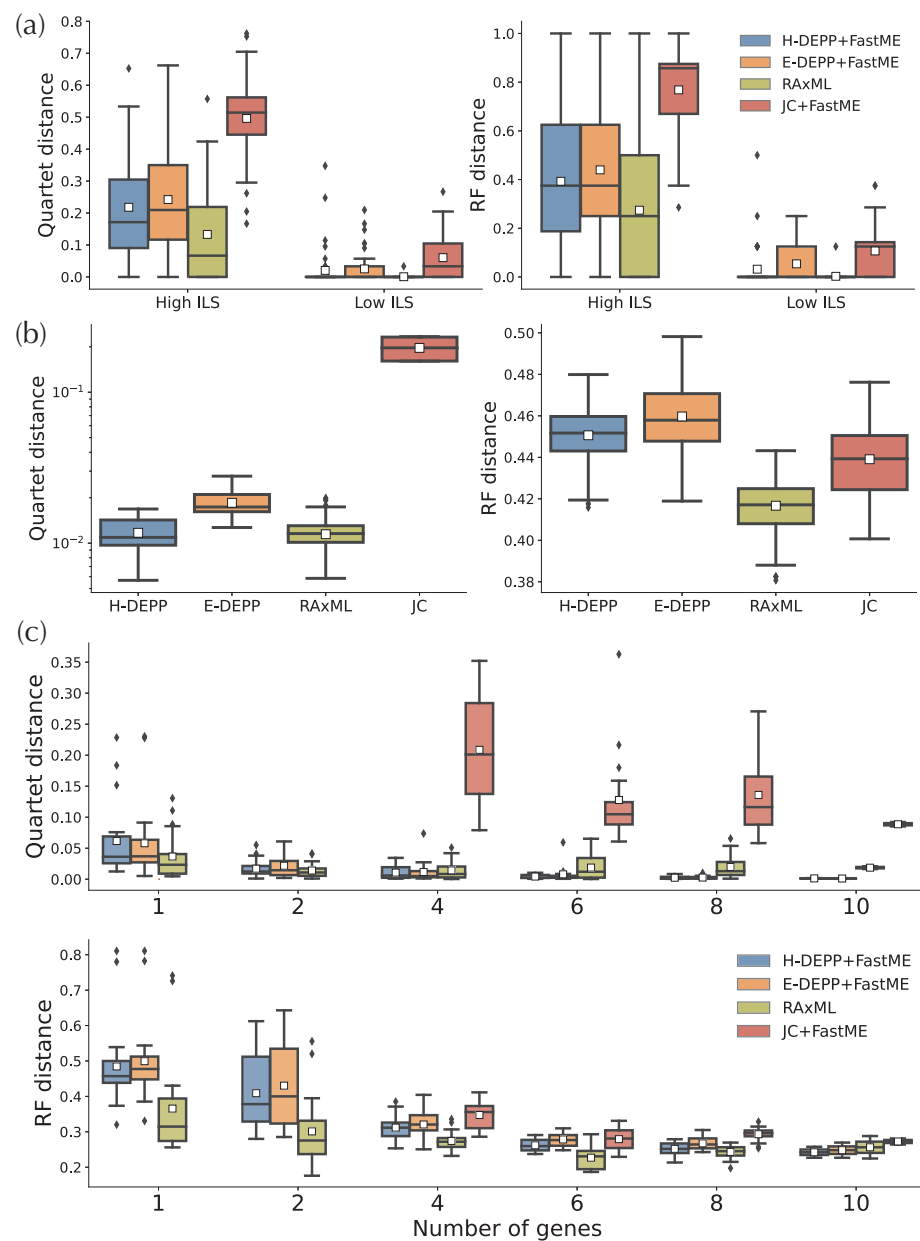 (a)
Quartet distance
0.8
0.7
0.6
0.5
0.4
0.3
0.2
0.1
0.0
High ILS Low ILS
RF distance
1.0
0.8
0.6
0.4
0.2
0.0
High ILS Low ILS
H-DEPP+FastME
E-DEPP+FastME
RAxML
JC+FastME
(b)
Quartet distance
10⁻¹
10⁻²
H-DEPP E-DEPP RAxML JC
RF distance
0.50
0.48
0.46
0.44
0.42
0.40
0.38
H-DEPP E-DEPP RAxML JC
(c)
Quartet distance
0.35
0.30
0.25
0.20
0.15
0.10
0.05
0.00
1 2 4 6 8 10
RF distance
0.8
0.7
0.6
0.5
0.4
0.3
0.2
H-DEPP+FastME
E-DEPP+FastME
RAxML
JC+FastME
1 2 4 6 8 10
Number of genes